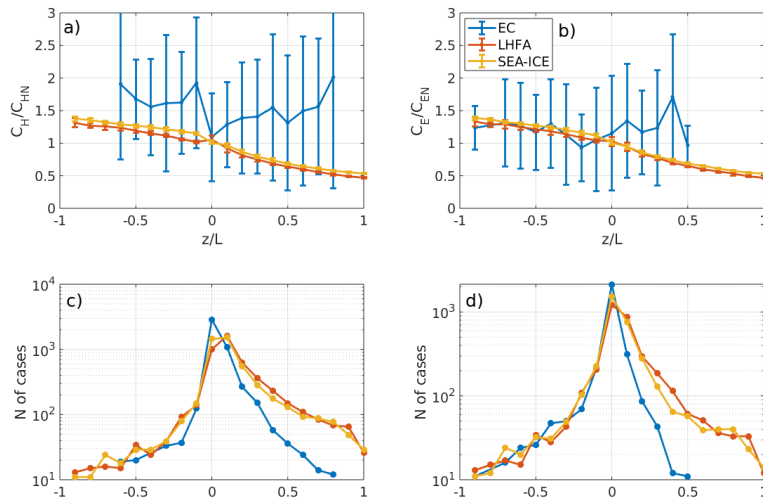 a)
C_H/C_HN
3
2.5
2
1.5
1
0.5
0
-1 -0.5 0 0.5 1
z/L
b)
EC
LHFA
SEA-ICE
C_E/C_EN
3
2.5
2
1.5
1
0.5
0
-1 -0.5 0 0.5 1
z/L
c)
N of cases
10^4
10^3
10^2
10^1
-1 -0.5 0 0.5 1
z/L
d)
N of cases
10^3
10^2
10^1
-1 -0.5 0 0.5 1
z/L